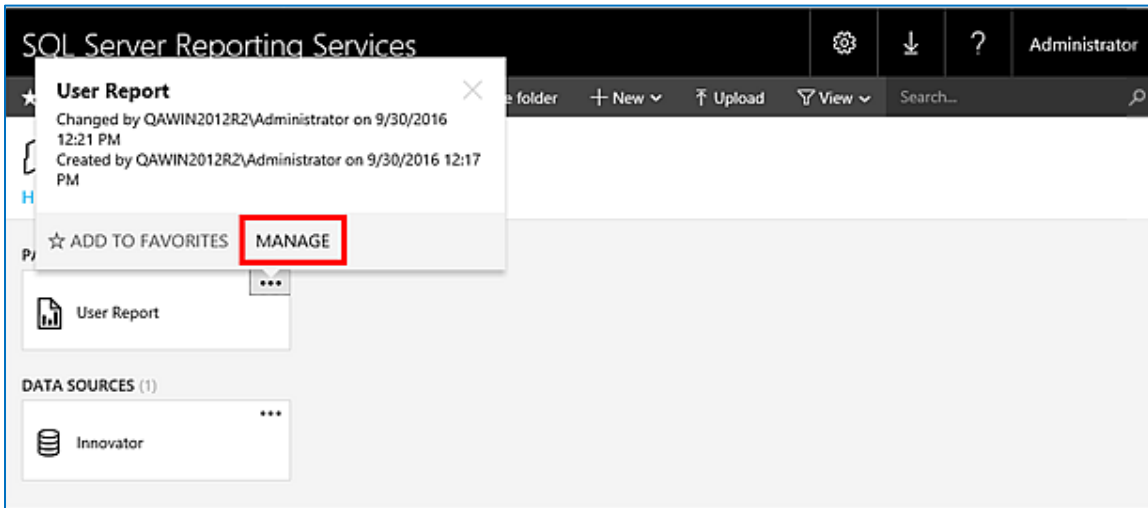 SQL Server Reporting Services
?
Administrator
folder
+ New
Upload
View
Search...
User Report
Changed by QAWIN2012R2\Administrator on 9/30/2016
12:21 PM
Created by QAWIN2012R2\Administrator on 9/30/2016 12:17
PM
ADD TO FAVORITES
MANAGE
User Report
DATA SOURCES (1)
Innovator